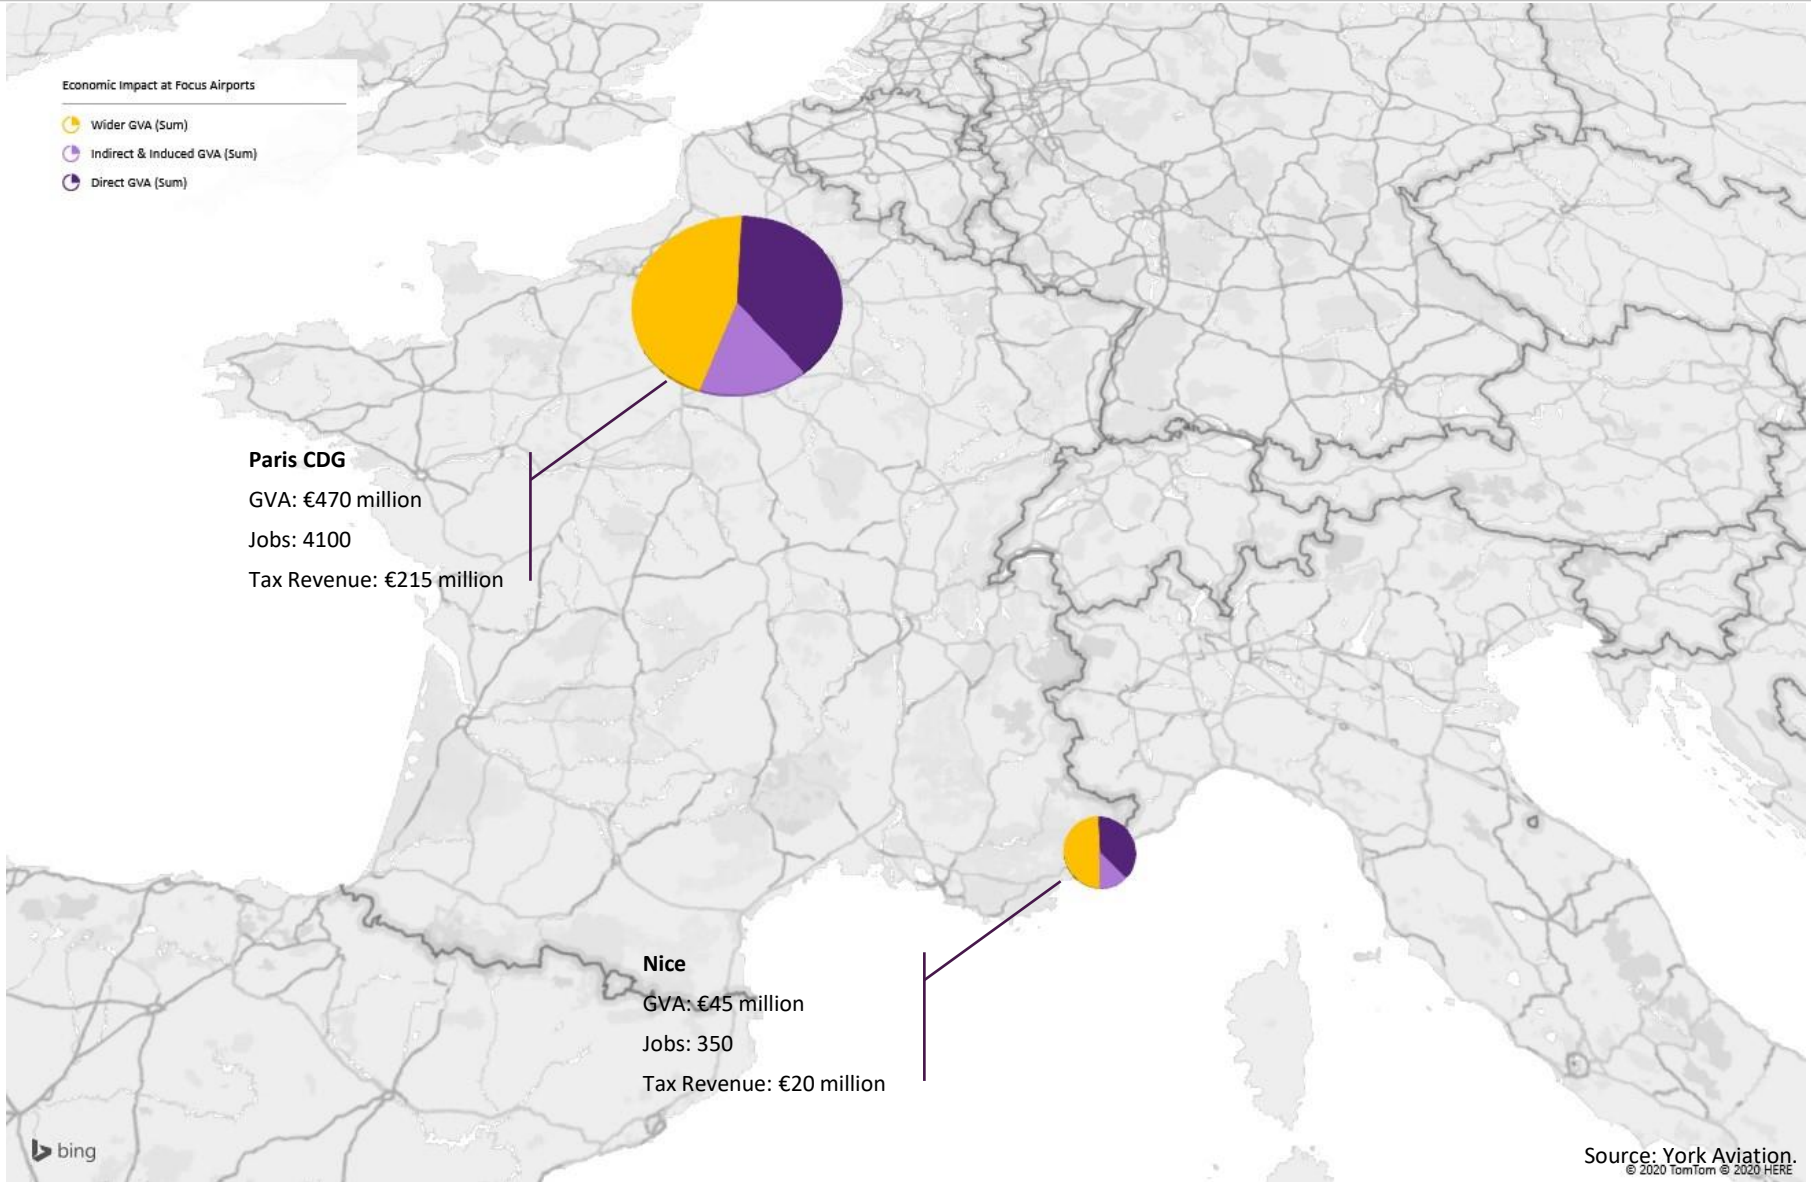 Economic Impact at Focus Airports
Wider GVA (Sum)
Indirect & Induced GVA (Sum)
Direct GVA (Sum)
Paris CDG
GVA: €470 million
Jobs: 4100
Tax Revenue: €215 million
Nice
GVA: €45 million
Jobs: 350
Tax Revenue: €20 million
bing
Source: York Aviation.
© 2020 TomTom © 2020 HERE